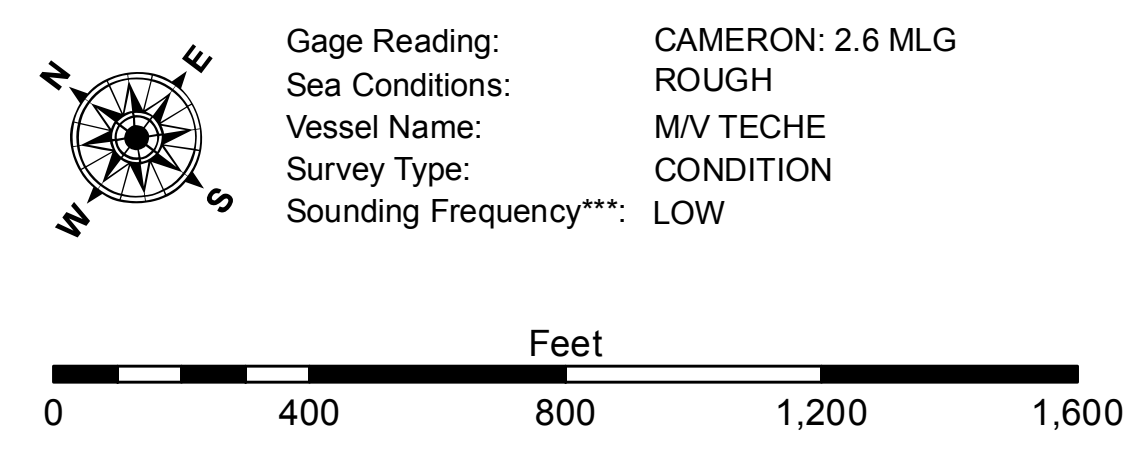 N E
W S
Gage Reading: CAMERON: 2.6 MLG
Sea Conditions: ROUGH
Vessel Name: M/V TECHE
Survey Type: CONDITION
Sounding Frequency***: LOW
Feet
0 400 800 1,200 1,600